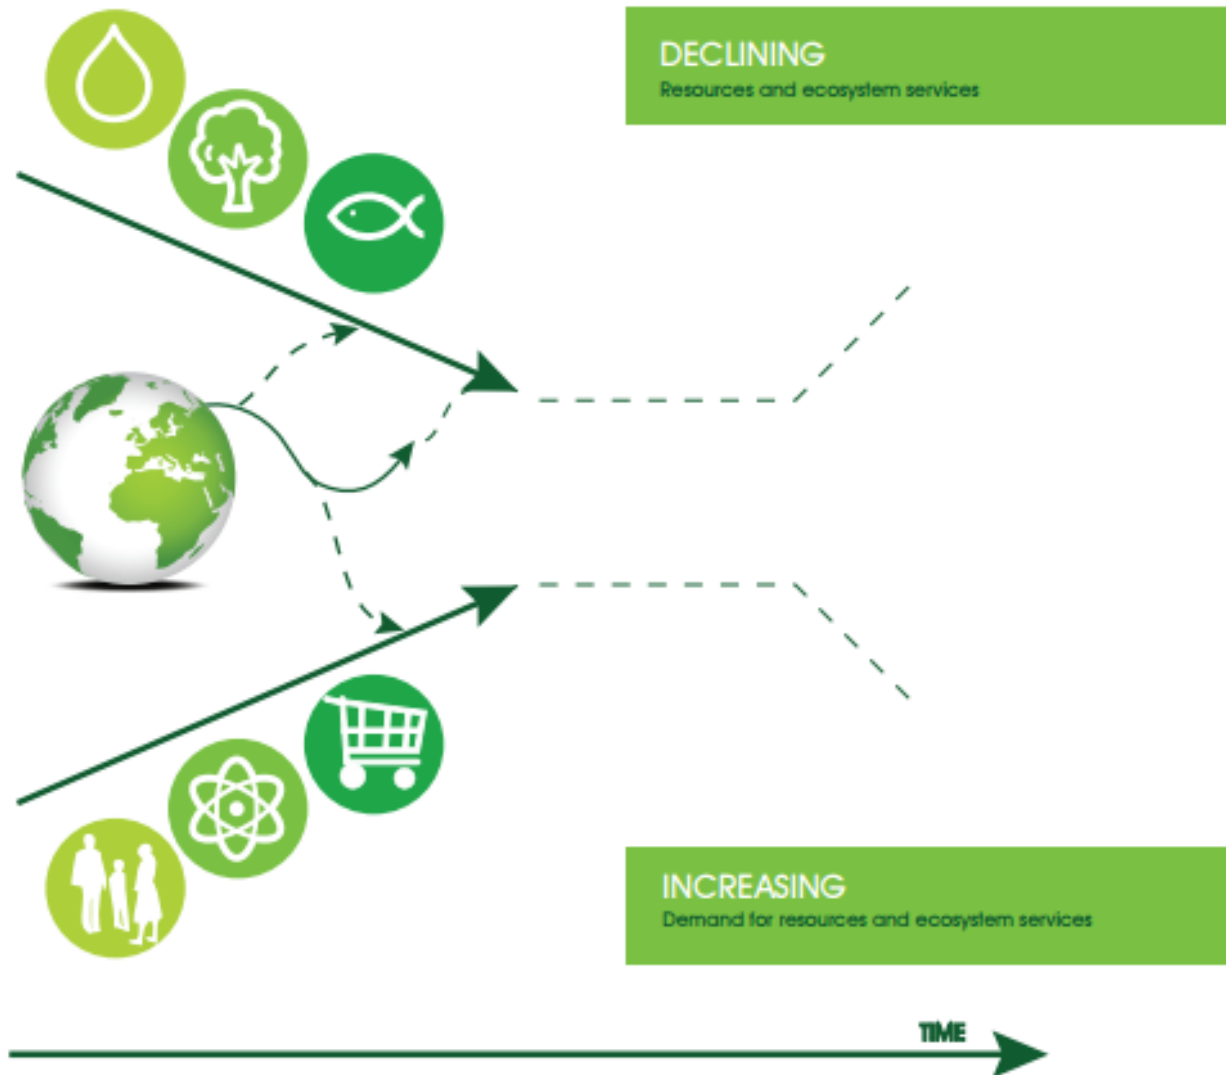 DECLINING
Resources and ecosystem services
INCREASING
Demand for resources and ecosystem services
TIME